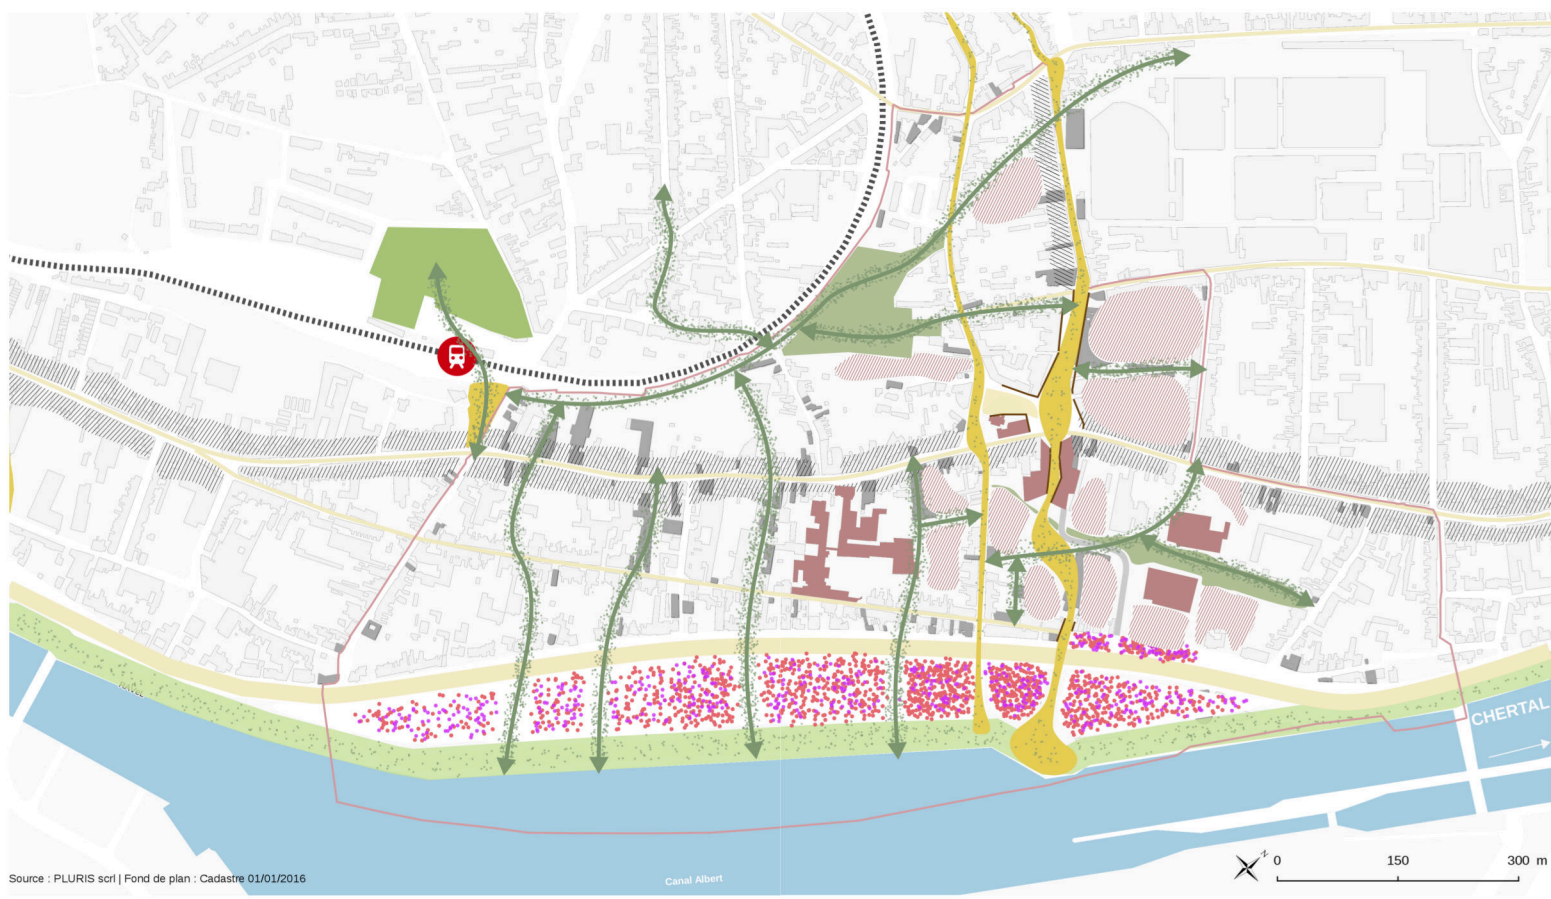 CHERTAL
N
0 150 300 m
Source : PLURIS scrl | Fond de plan : Cadastre 01/01/2016
Canal Albert